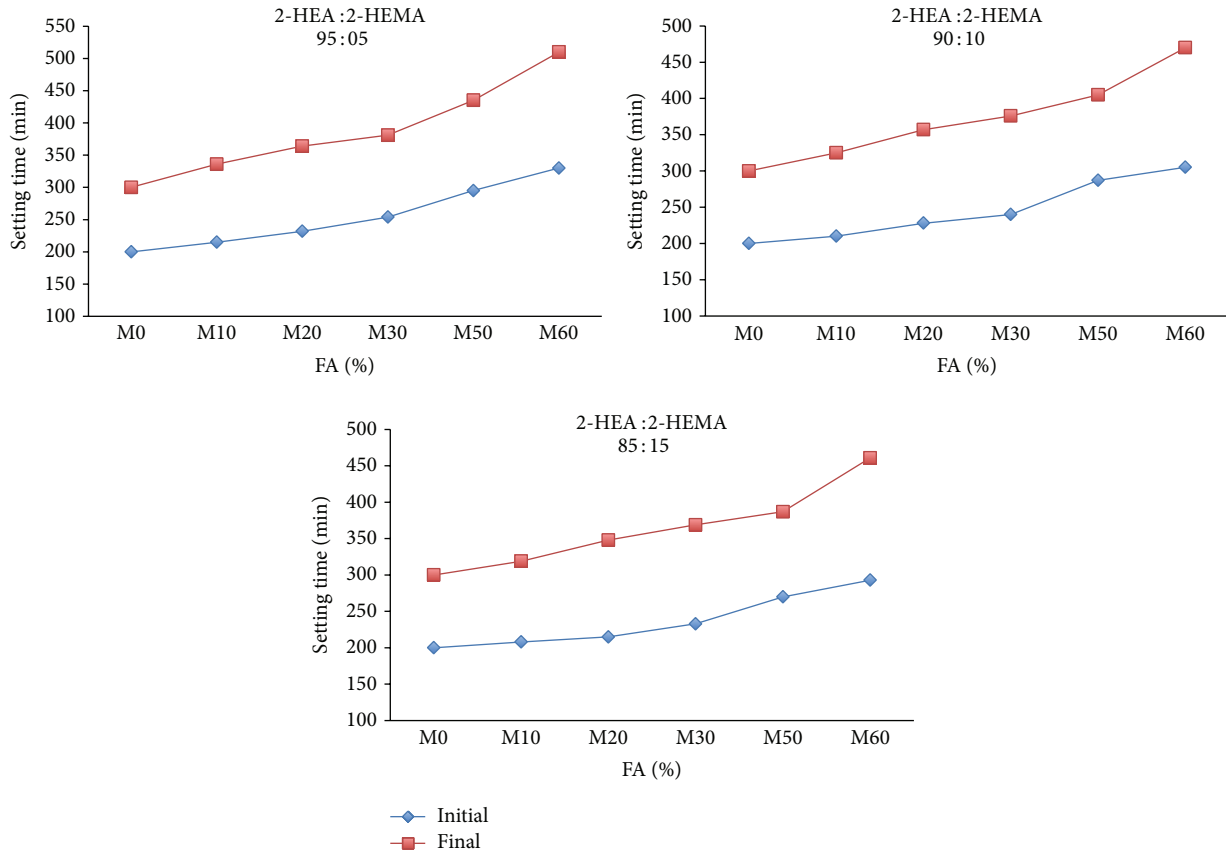 2-HEA :2-HEMA
95 : 05
550
500
450
400
350
300
250
200
150
100
Setting time (min)
M0 M10 M20 M30 M50 M60
FA (%)
2-HEA :2-HEMA
90 : 10
450
400
350
300
250
200
150
100
Setting time (min)
M0 M10 M20 M30 M50 M60
FA (%)
2-HEA :2-HEMA
85 : 15
500
450
400
350
300
250
200
150
100
Setting time (min)
M0 M10 M20 M30 M50 M60
FA (%)
Initial
Final